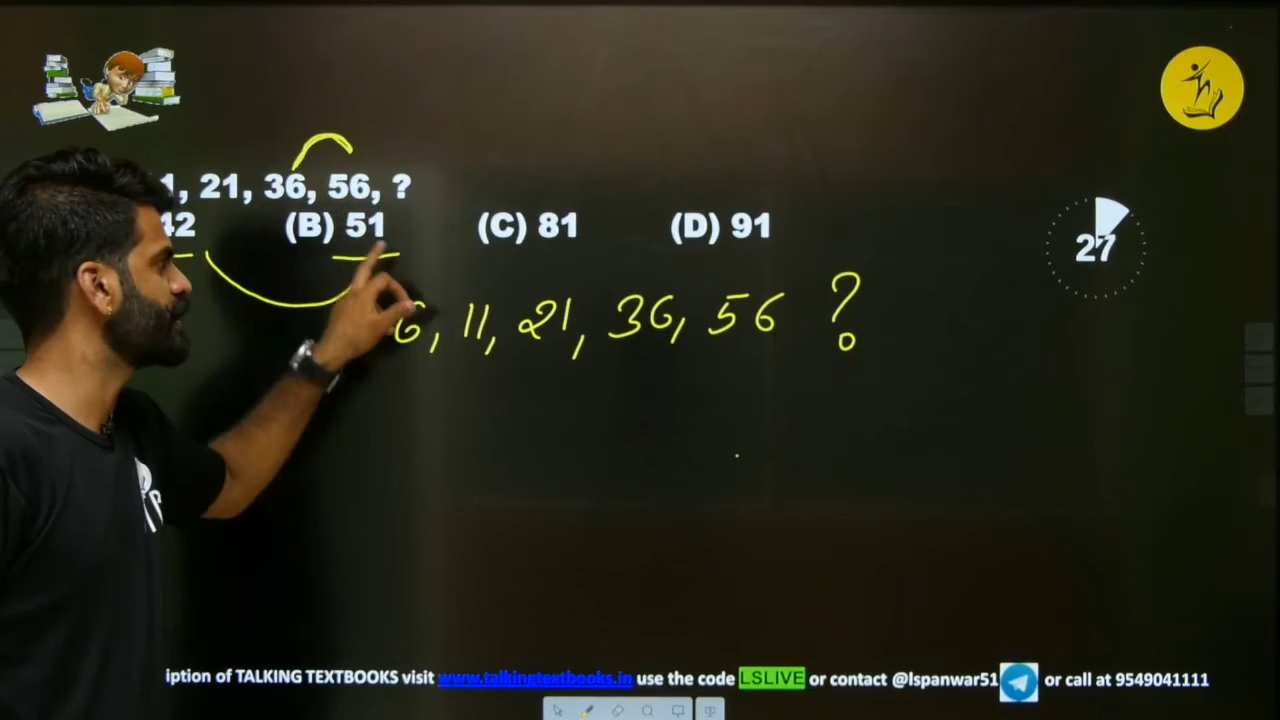 1, 21, 36, 56, ?
42 (B) 51 (C) 81 (D) 91
27
6, 11, 21, 36, 56 ?
iption of TALKING TEXTBOOKS visit www.talkingtextbooks.in use the code LSLIVE or contact @lspanwar51 or call at 9549041111